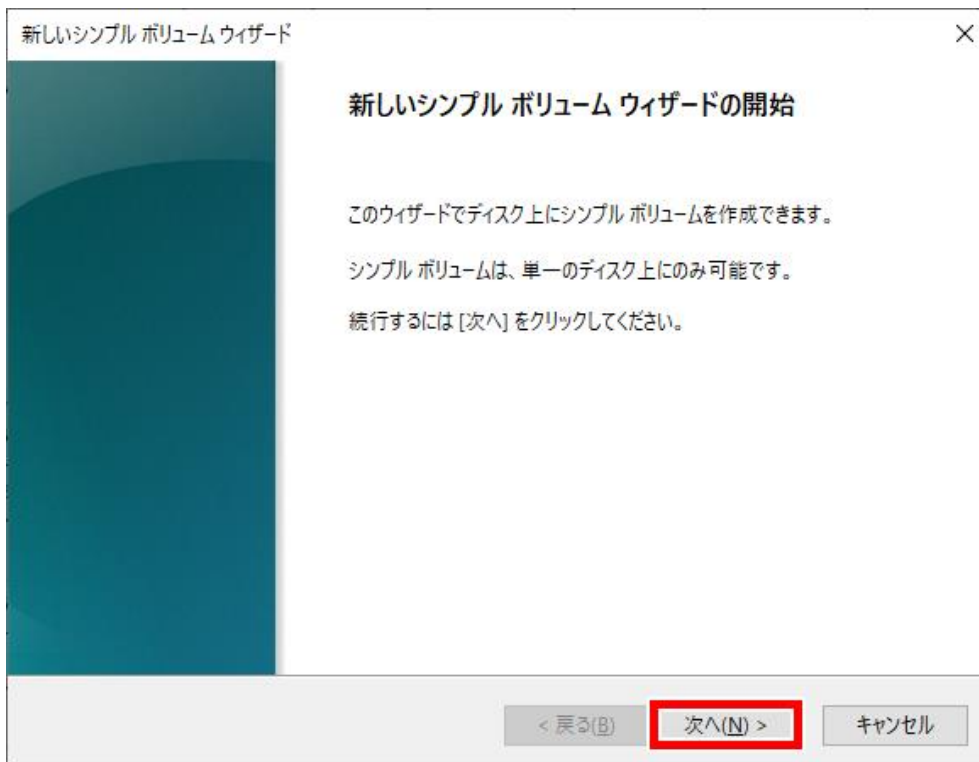 新しいシンプル ボリューム ウィザード
新しいシンプル ボリューム ウィザードの開始
このウィザードでディスク上にシンプル ボリュームを作成できます。
シンプル ボリュームは、単一のディスク上にのみ可能です。
続行するには [次へ] をクリックしてください。
< 戻る(B)
次へ(N) >
キャンセル